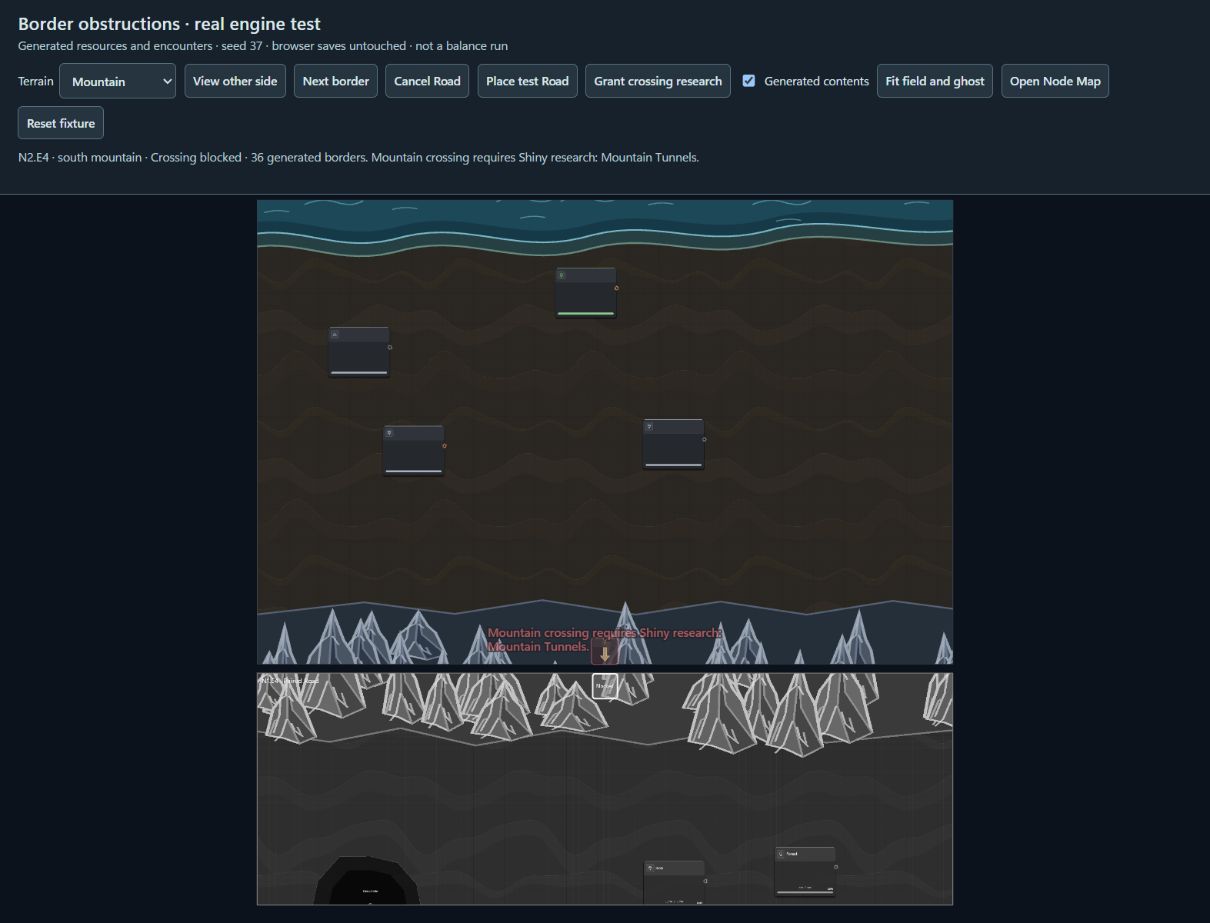 Border obstructions · real engine test
Generated resources and encounters · seed 37 · browser saves untouched · not a balance run
Terrain Mountain View other side Next border Cancel Road Place test Road Grant crossing research Generated contents Fit field and ghost Open Node Map
Reset fixture
N2.E4 · south mountain · Crossing blocked · 36 generated borders. Mountain crossing requires Shiny research: Mountain Tunnels.
Mountain crossing requires Shiny research:
Mountain Tunnels.
Road
Forest